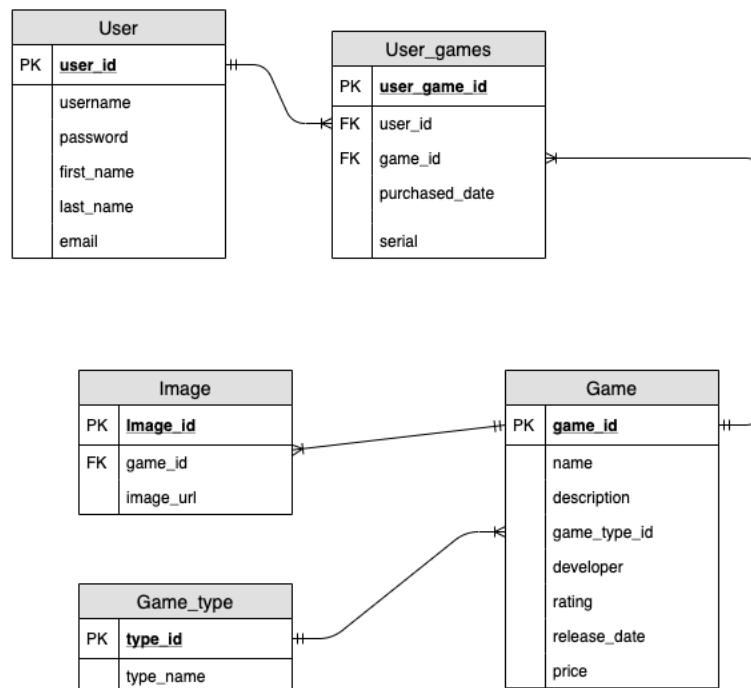 User
PK user_id
username
password
first_name
last_name
email
User_games
PK user_game_id
FK user_id
FK game_id
purchased_date
serial
Image
PK Image_id
FK game_id
image_url
Game
PK game_id
name
description
game_type_id
developer
rating
release_date
price
Game_type
PK type_id
type_name